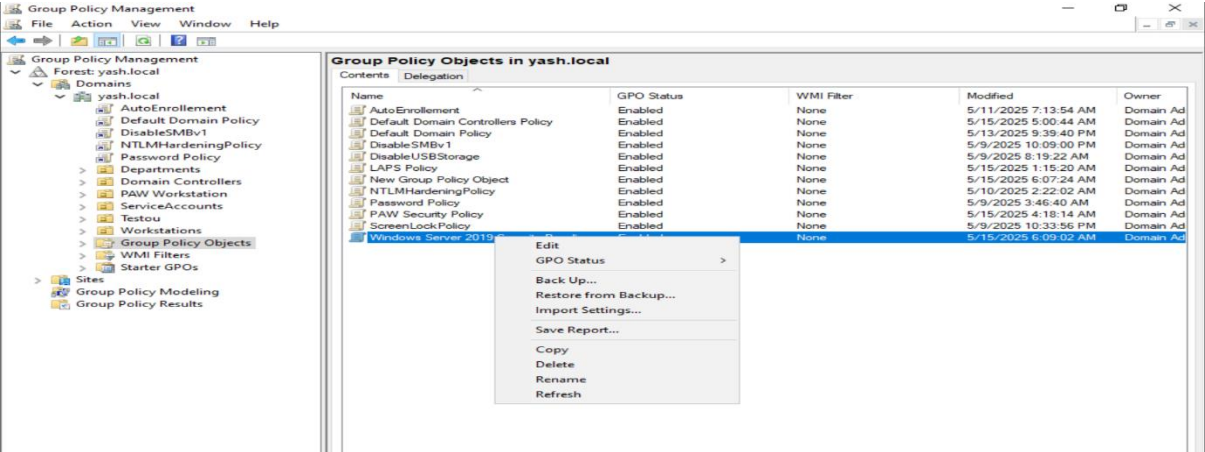 Group Policy Management
File Action View Window Help
Group Policy Management
Forest: yash.local
Domains
yash.local
AutoEnrollement
Default Domain Policy
DisableSMBv1
NTLMHardeningPolicy
Password Policy
Departments
Domain Controllers
PAW Workstation
ServiceAccounts
Testou
Workstations
Group Policy Objects
WMI Filters
Starter GPOs
Sites
Group Policy Modeling
Group Policy Results
Group Policy Objects in yash.local
Contents Delegation
Name GPO Status WMI Filter Modified Owner
AutoEnrollement Enabled None 5/11/2025 7:13:54 AM Domain Ad
Default Domain Controllers Policy Enabled None 5/15/2025 5:00:44 AM Domain Ad
Default Domain Policy Enabled None 5/13/2025 9:39:40 PM Domain Ad
DisableSMBv1 Enabled None 5/9/2025 10:09:00 PM Domain Ad
DisableUSBStorage Enabled None 5/9/2025 8:19:22 AM Domain Ad
LAPS Policy Enabled None 5/15/2025 1:15:20 AM Domain Ad
New Group Policy Object Enabled None 5/15/2025 6:07:24 AM Domain Ad
NTLMHardeningPolicy Enabled None 5/10/2025 2:22:02 AM Domain Ad
Password Policy Enabled None 5/9/2025 3:46:40 AM Domain Ad
PAW Security Policy Enabled None 5/15/2025 4:18:14 AM Domain Ad
ScreenLockPolicy Enabled None 5/9/2025 10:33:56 PM Domain Ad
Windows Server 2019 None 5/15/2025 6:09:02 AM Domain Ad
Edit
GPO Status
Back Up...
Restore from Backup...
Import Settings...
Save Report...
Copy
Delete
Rename
Refresh